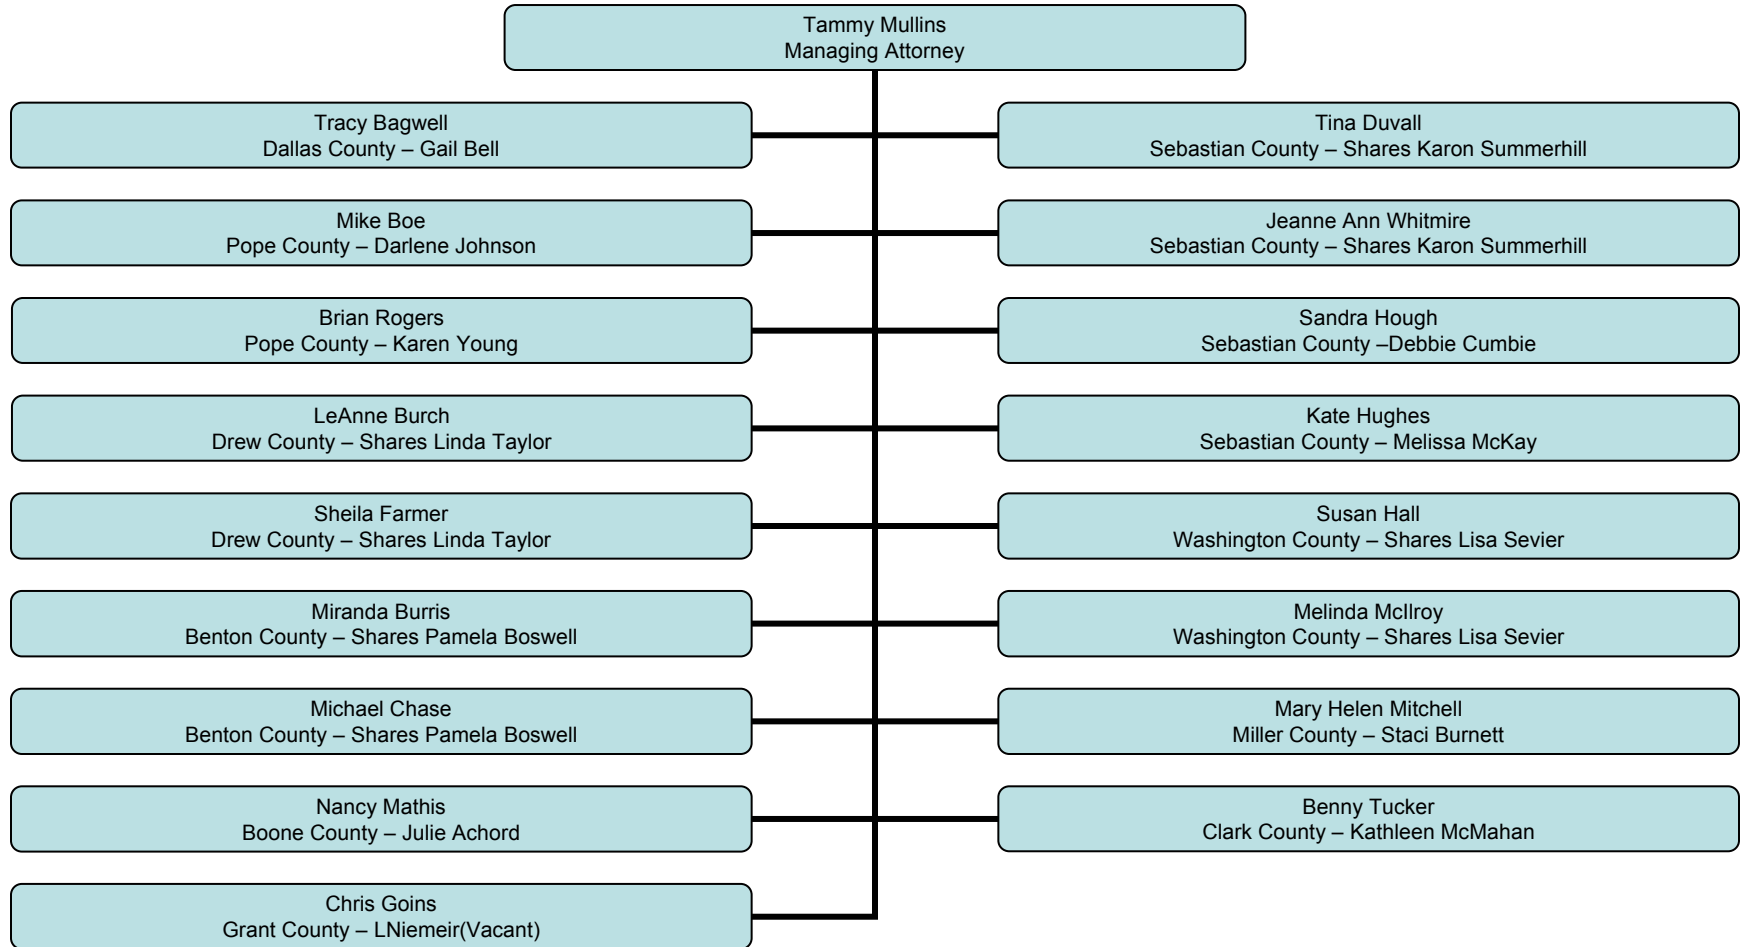 Tammy Mullins
Managing Attorney
Tracy Bagwell
Dallas County – Gail Bell
Tina Duvall
Sebastian County – Shares Karon Summerhill
Mike Boe
Pope County – Darlene Johnson
Jeanne Ann Whitmire
Sebastian County – Shares Karon Summerhill
Brian Rogers
Pope County – Karen Young
Sandra Hough
Sebastian County –Debbie Cumbie
LeAnne Burch
Drew County – Shares Linda Taylor
Kate Hughes
Sebastian County – Melissa McKay
Sheila Farmer
Drew County – Shares Linda Taylor
Susan Hall
Washington County – Shares Lisa Sevier
Miranda Burris
Benton County – Shares Pamela Boswell
Melinda McIlroy
Washington County – Shares Lisa Sevier
Michael Chase
Benton County – Shares Pamela Boswell
Mary Helen Mitchell
Miller County – Staci Burnett
Nancy Mathis
Boone County – Julie Achord
Benny Tucker
Clark County – Kathleen McMahan
Chris Goins
Grant County – LNiemeir(Vacant)